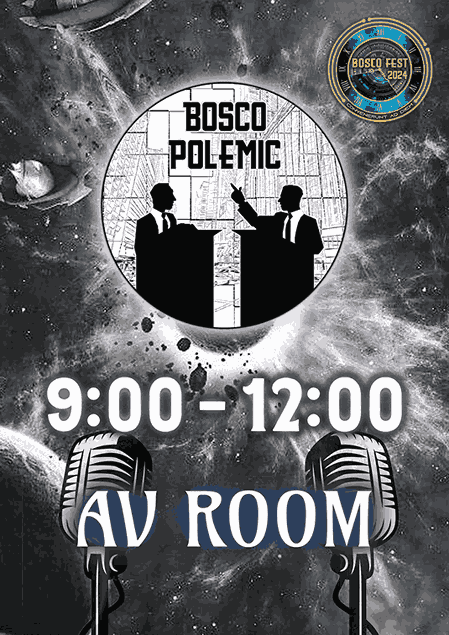 BOSCO FEST
2024
BOSCO
POLEMIC
9:00 - 12:00
AV ROOM